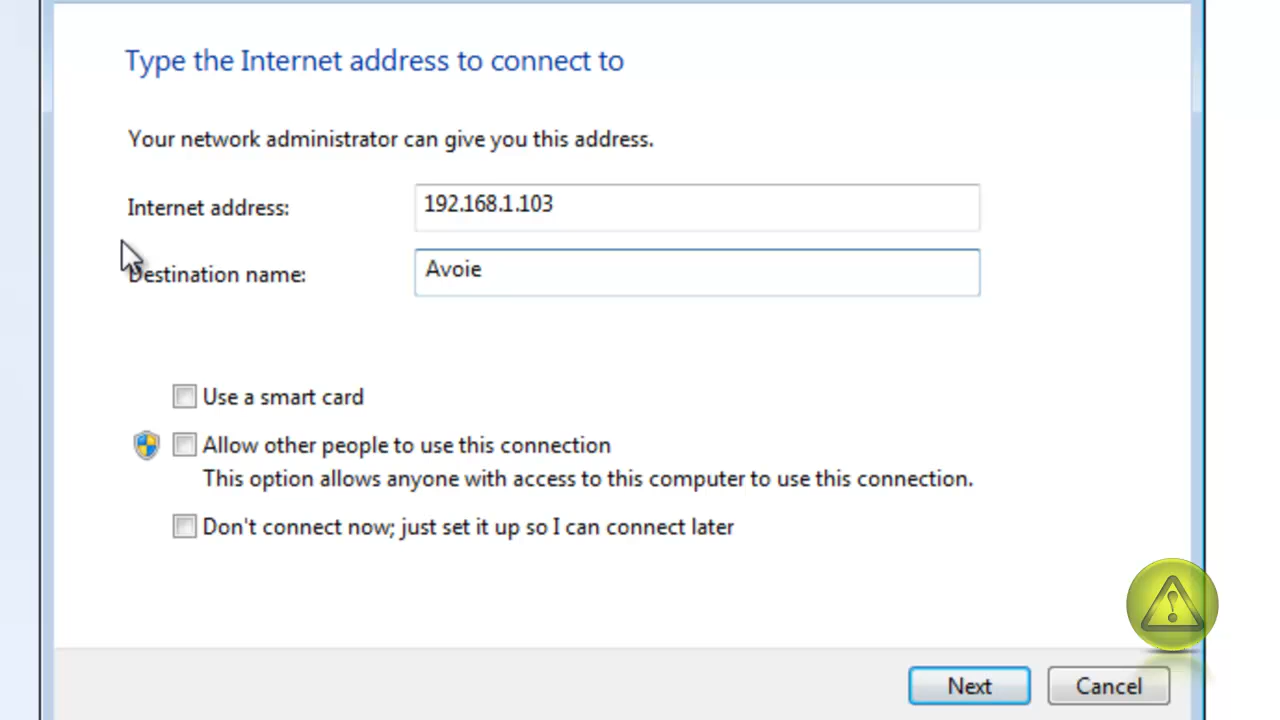 Type the Internet address to connect to
Your network administrator can give you this address.
Internet address: 192.168.1.103
Destination name: Avoie
Use a smart card
Allow other people to use this connection
This option allows anyone with access to this computer to use this connection.
Don't connect now; just set it up so I can connect later
Next Cancel